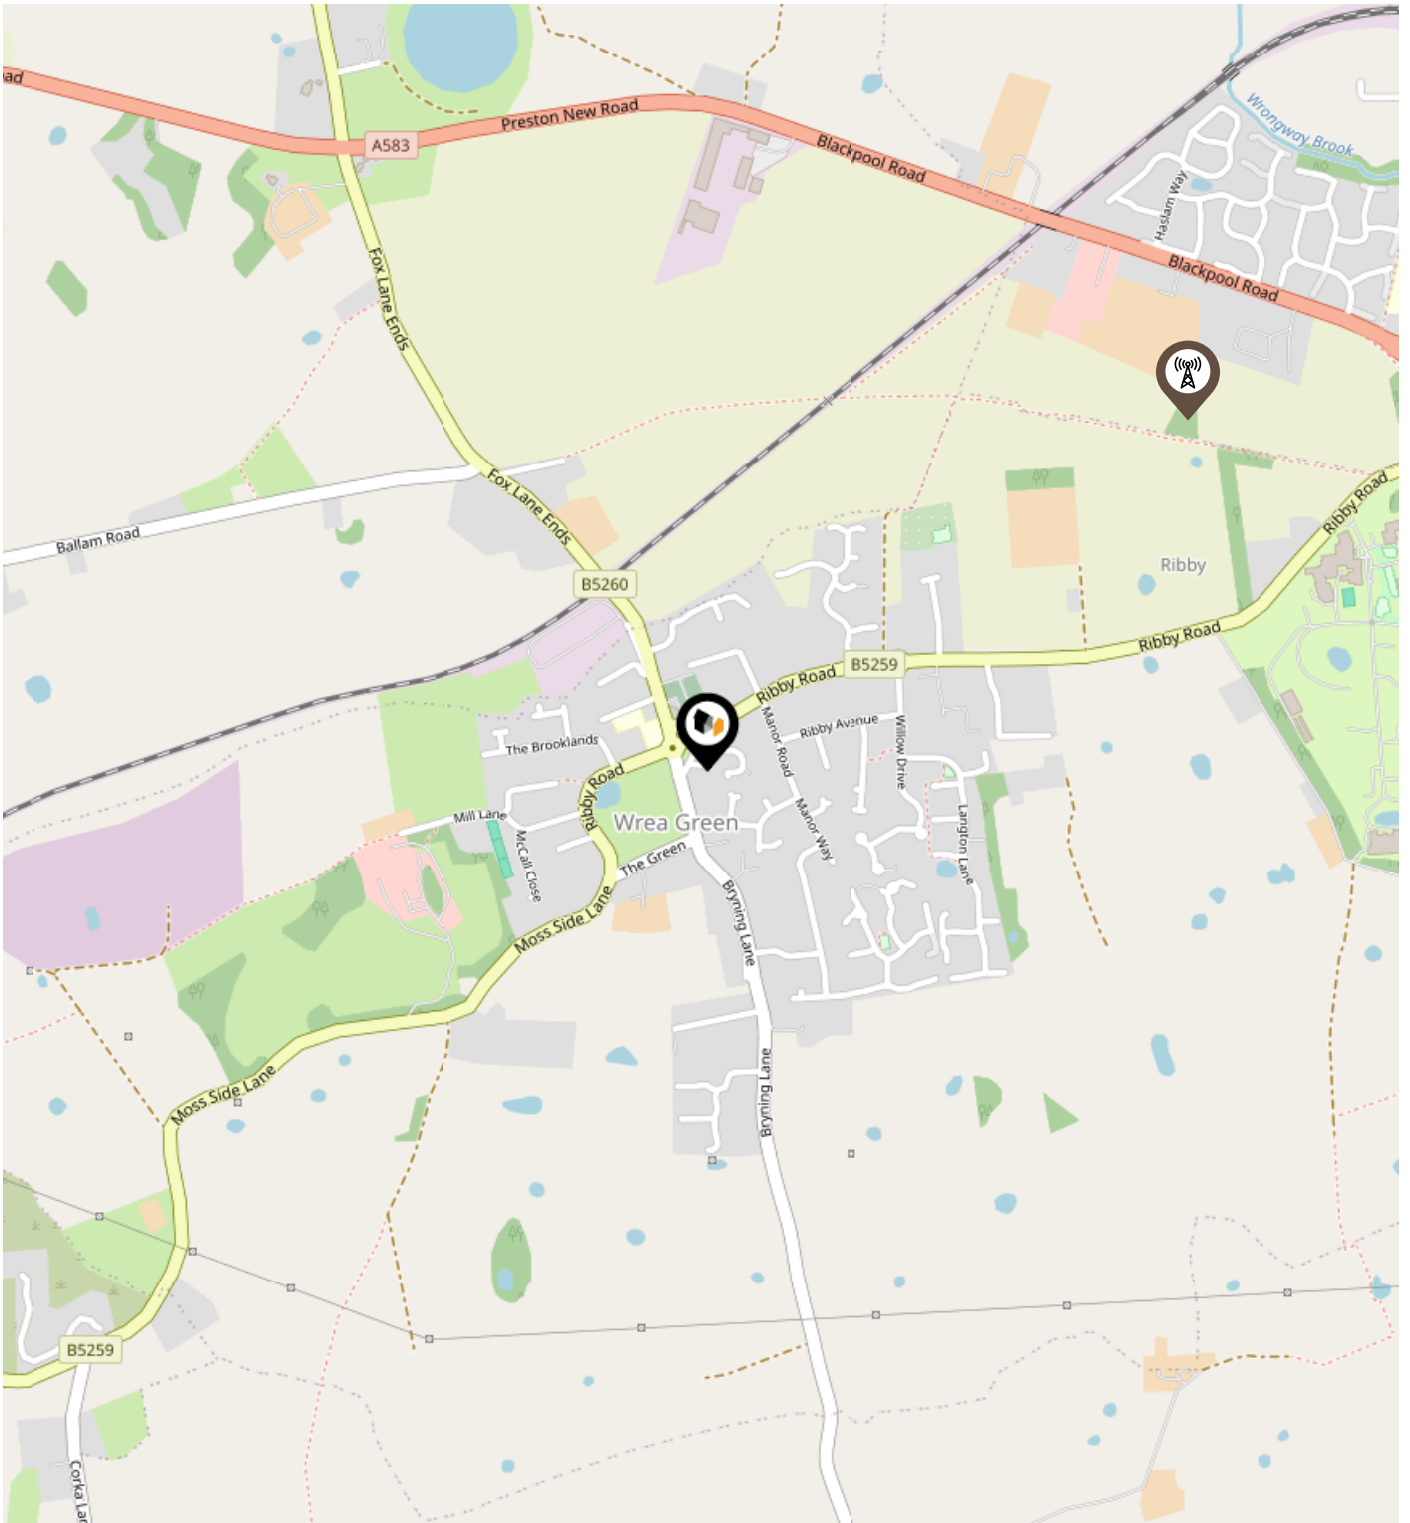 ad
A583
Preston New Road
Blackpool Road
Wrongway Brook
Haslam Way
Blackpool Road
Fox Lane Ends
Ballam Road
Fox Lane Ends
B5260
Ribby Road
Ribby
Ribby Road
B5259
Ribby Road
Manor Road
Ribby Avenue
Willow Drive
The Brooklands
Ribby Road
Mill Lane
McCall Close
Wrea Green
The Green
Manor Way
Langton Lane
Bryning Lane
Moss Side Lane
Bryning Lane
Moss Side Lane
B5259
Corka Lan